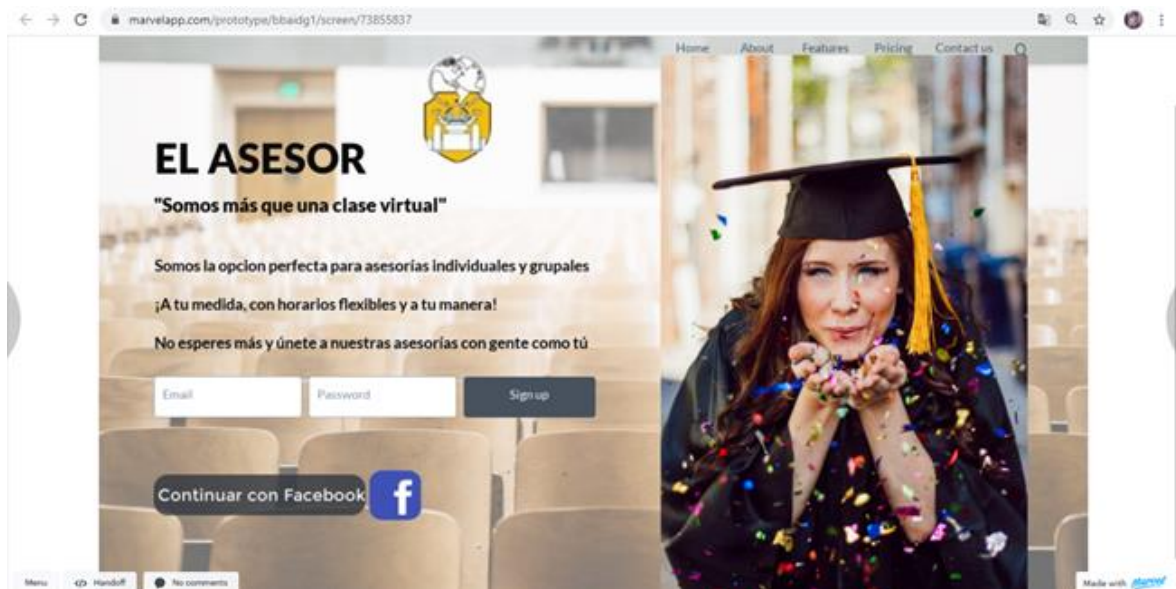 marvelapp.com/prototype/bbaidg1/screen/73855837
Home About Features Pricing Contact us
EL ASESOR
"Somos más que una clase virtual"
Somos la opcion perfecta para asesorías individuales y grupales
¡A tu medida, con horarios flexibles y a tu manera!
No esperes más y únete a nuestras asesorías con gente como tú
Email Password Sign up
Continuar con Facebook f
Menu </> Handoff No comments
Made with Marvel